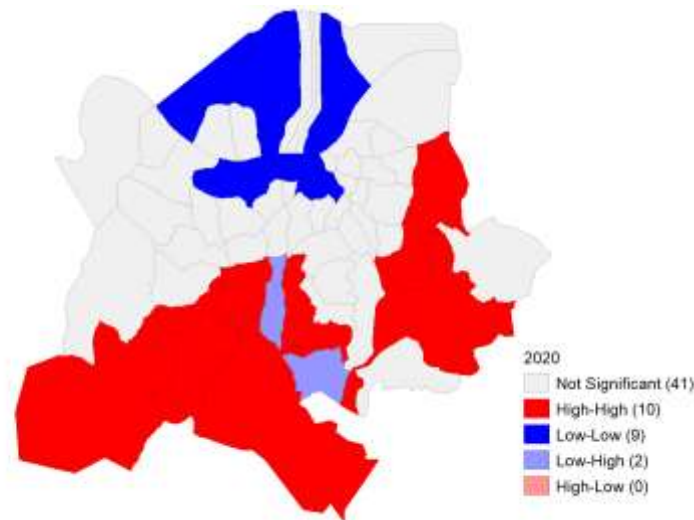 2020
Not Significant (41)
High-High (10)
Low-Low (9)
Low-High (2)
High-Low (0)